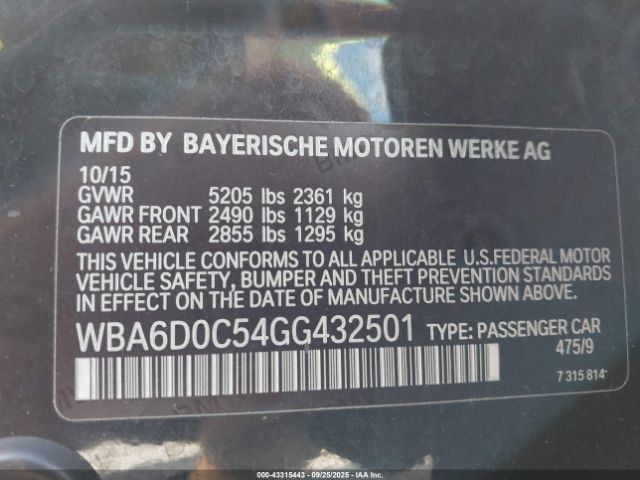 MFD BY BAYERISCHE MOTOREN WERKE AG
10/15
GVWR 5205 lbs 2361 kg
GAWR FRONT 2490 lbs 1129 kg
GAWR REAR 2855 lbs 1295 kg
THIS VEHICLE CONFORMS TO ALL APPLICABLE U.S.FEDERAL MOTOR
VEHICLE SAFETY, BUMPER AND THEFT PREVENTION STANDARDS
IN EFFECT ON THE DATE OF MANUFACTURE SHOWN ABOVE.
WBA6D0C54GG432501 TYPE: PASSENGER CAR
475/9
7 315 814
000-43315443 - 09/25/2025 - IAAI.COM